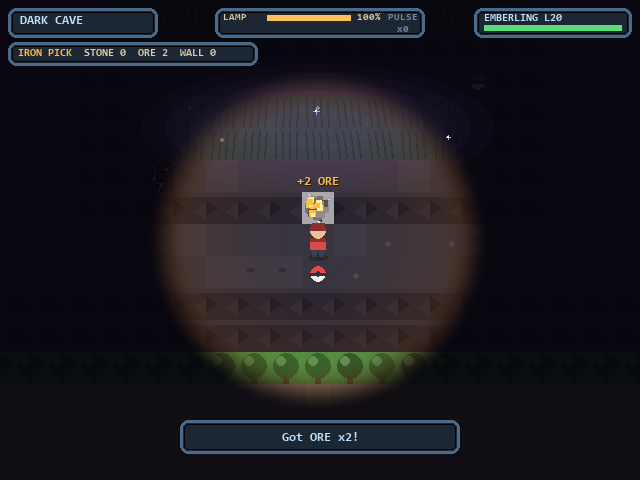 DARK CAVE
LAMP 100% PULSE
x0
EMBERLING L20
IRON PICK STONE 0 ORE 2 WALL 0
+2 ORE
Got ORE x2!